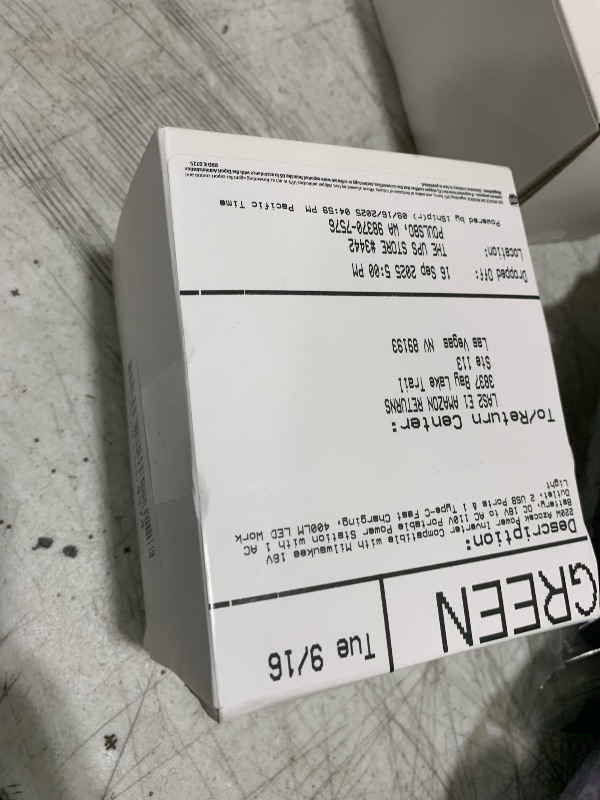 GREEN
Tue 9/16
Description:
220W Azocek Power Inverter Compatible with Milwaukee 18V
Battery, DC 18V to AC 110V Portable Power Station with 1 AC
Outlet, 2 USB Ports & 1 Type-C Fast Charging, 400LM LED Work
Light
To/Return Center:
LAS2 E1 AMAZON RETURNS
3837 Bay Lake Trail
Ste 113
Las Vegas NV 89193
Dropped Off: 16 Sep 2025 5:00 PM
Location: THE UPS STORE #3442
POULSBO, WA 98370-7576
Powered by iShip(r) 09/16/2025 04:59 PM Pacific Time